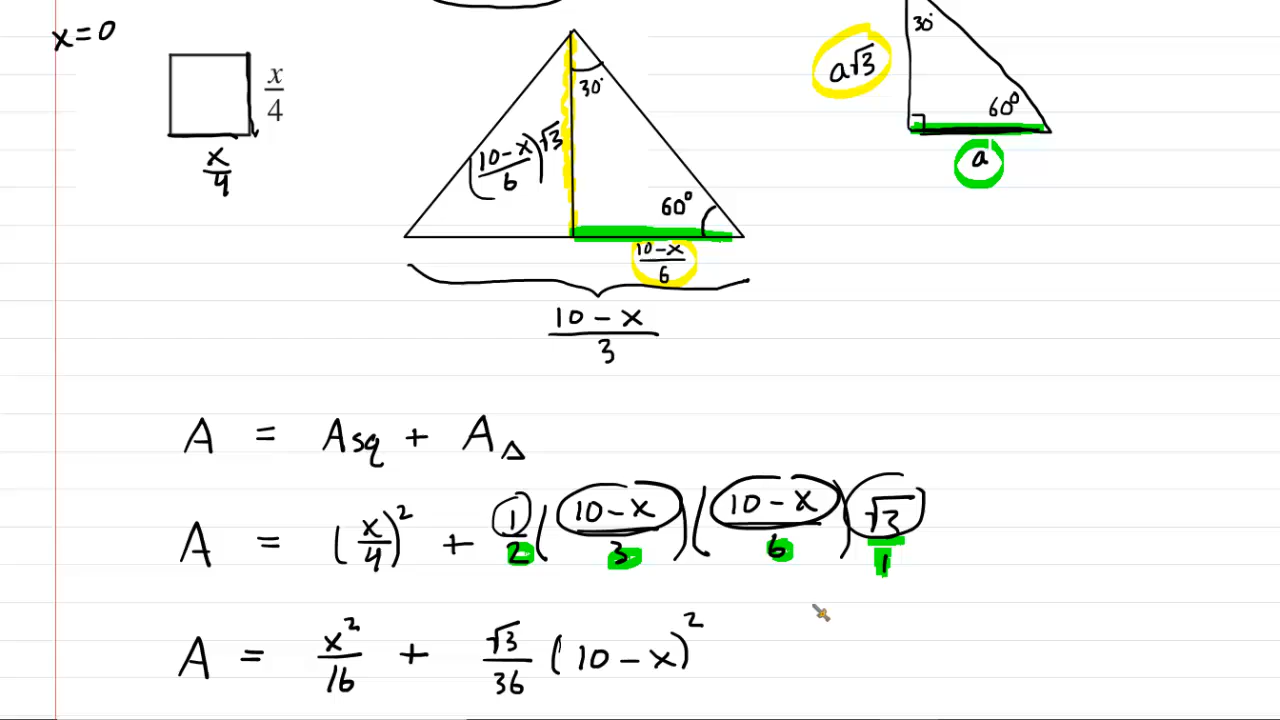 x=0
x/4
x/4
30°
((10-x)/6)√3
60°
(10-x)/6
(10-x)/3
30°
a√3
60°
a
A = Asq + A△
A = (x/4)² + 1/2 ((10-x)/3) ((10-x)/6) √3/1
A = x²/16 + √3/36 (10-x)²